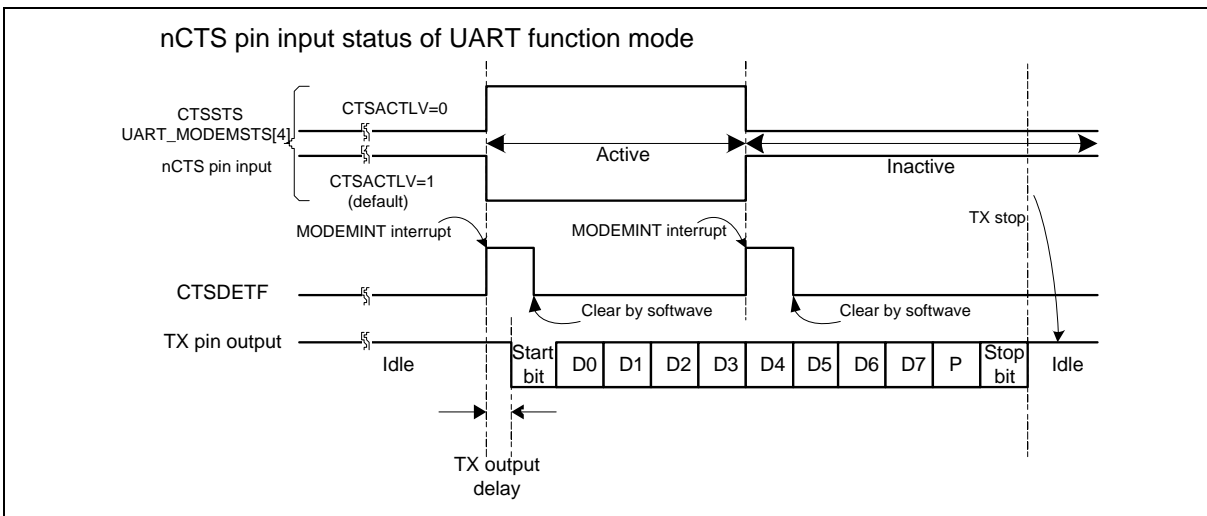 nCTS pin input status of UART function mode
CTSSTS
UART_MODEMSTS[4]
nCTS pin input
CTSACTLV=0
CTSACTLV=1
(default)
Active
Inactive
MODEMINT interrupt
MODEMINT interrupt
TX stop
CTSDETF
Clear by softwave
Clear by softwave
TX pin output
Idle
Start
bit
D0
D1
D2
D3
D4
D5
D6
D7
P
Stop
bit
Idle
TX output
delay